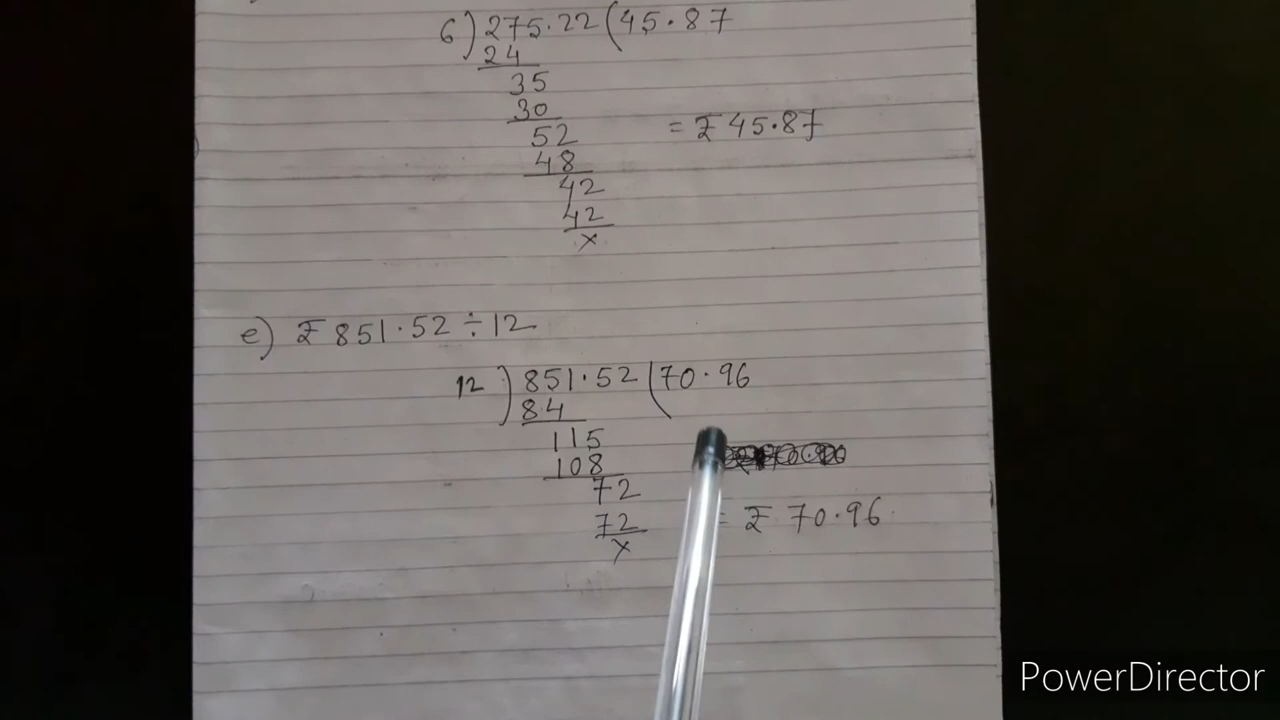 6) 275.22 (45.87
24
35
30
52
= ₹ 45.87
48
42
42
x
e) ₹ 851.52 ÷ 12
12) 851.52 (70.96
84
115
108
72
72
= ₹ 70.96
x
PowerDirector